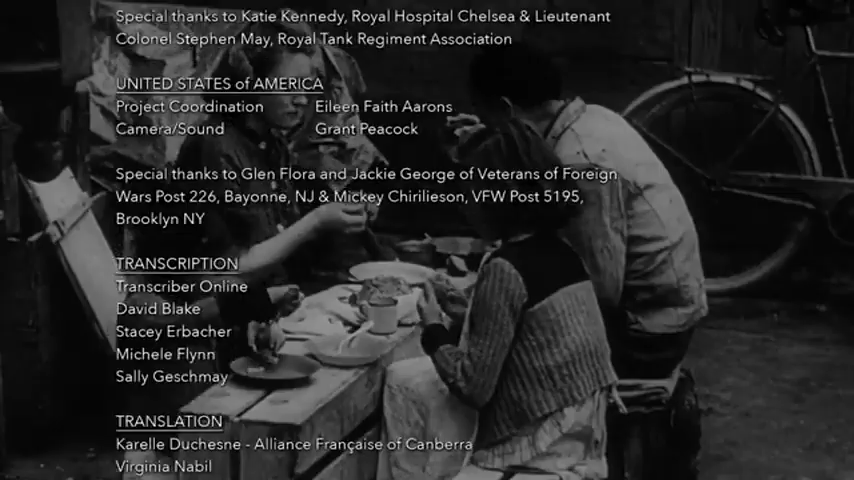 Special thanks to Katie Kennedy, Royal Hospital Chelsea & Lieutenant
Colonel Stephen May, Royal Tank Regiment Association
UNITED STATES of AMERICA
Project Coordination Eileen Faith Aarons
Camera/Sound Grant Peacock
Special thanks to Glen Flora and Jackie George of Veterans of Foreign
Wars Post 226, Bayonne, NJ & Mickey Chirilieson, VFW Post 5195,
Brooklyn NY
TRANSCRIPTION
Transcriber Online
David Blake
Stacey Erbacher
Michele Flynn
Sally Geschmay
TRANSLATION
Karelle Duchesne - Alliance Française of Canberra
Virginia Nabil